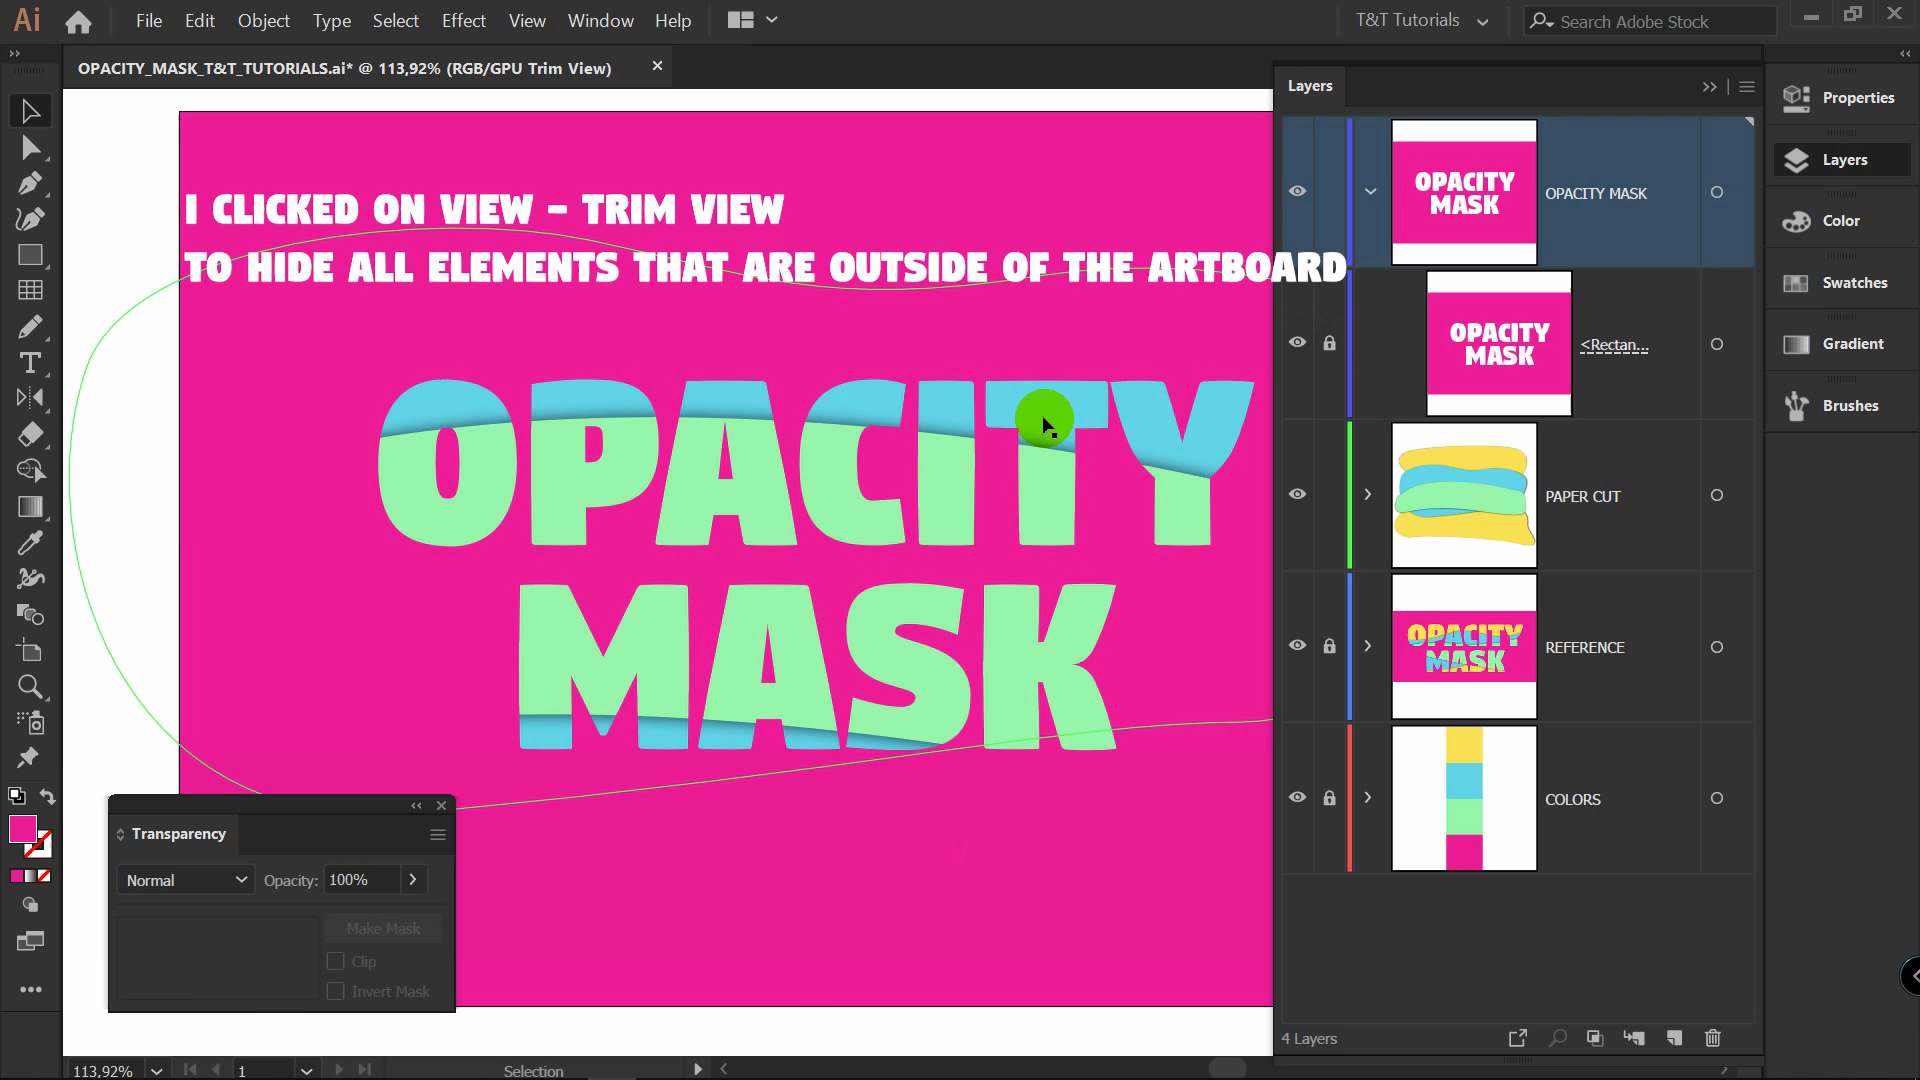 Ai File Edit Object Type Select Effect View Window Help T&T Tutorials Search Adobe Stock
OPACITY_MASK_T&T_TUTORIALS.ai* @ 113,92% (RGB/GPU Trim View)
I CLICKED ON VIEW - TRIM VIEW
TO HIDE ALL ELEMENTS THAT ARE OUTSIDE OF THE ARTBOARD
OPACITY
MASK
Transparency
Normal Opacity: 100%
Make Mask
Clip
Invert Mask
113,92% 1 Selection
Layers
OPACITY
MASK
OPACITY MASK
OPACITY
MASK
<Rectan...
PAPER CUT
OPACITY
MASK
REFERENCE
COLORS
4 Layers
Properties
Layers
Color
Swatches
Gradient
Brushes